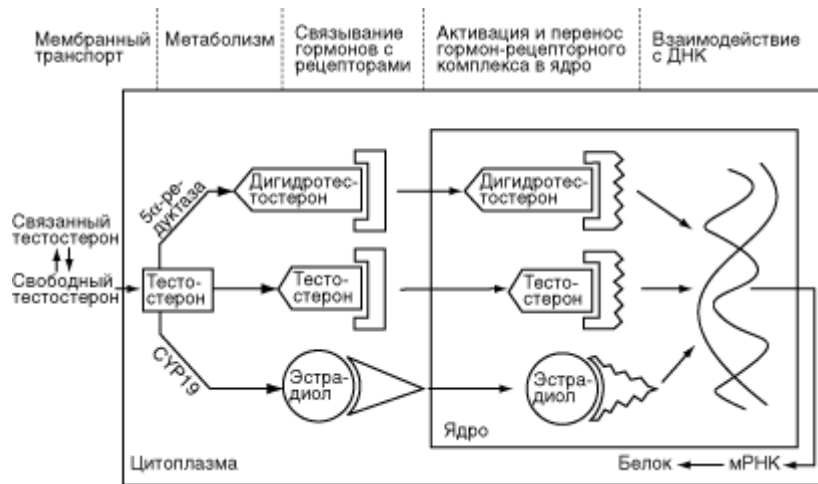 Мембранный
транспорт
Метаболизм
Связывание
гормонов с
рецепторами
Активация и перенос
гормон-рецепторного
комплекса в ядро
Взаимодействие
с ДНК
5α-ре-
дуктаза
Дигидротес-
тостерон
Дигидротес-
тостерон
Связанный
тестостерон
Свободный
тестостерон
Тесто-
стерон
Тесто-
стерон
Тесто-
стерон
CYP19
Эстра-
диол
Эстра-
диол
Ядро
Цитоплазма
Белок
мРНК